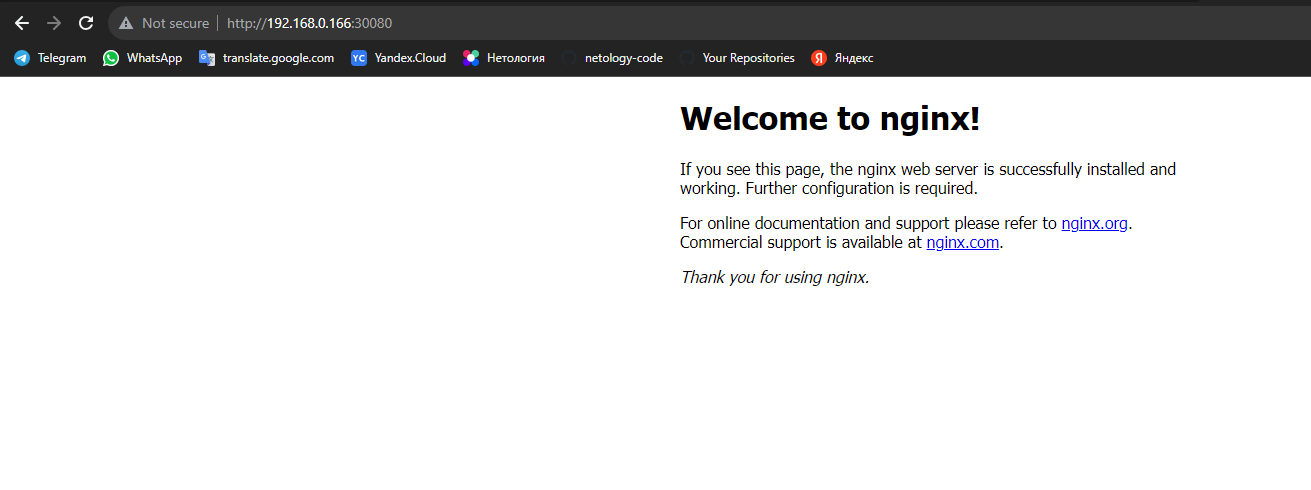 Not secure http://192.168.0.166:30080
Telegram WhatsApp translate.google.com YC Yandex.Cloud Нетология netology-code Your Repositories Я Яндекс
Welcome to nginx!
If you see this page, the nginx web server is successfully installed and
working. Further configuration is required.
For online documentation and support please refer to nginx.org.
Commercial support is available at nginx.com.
Thank you for using nginx.